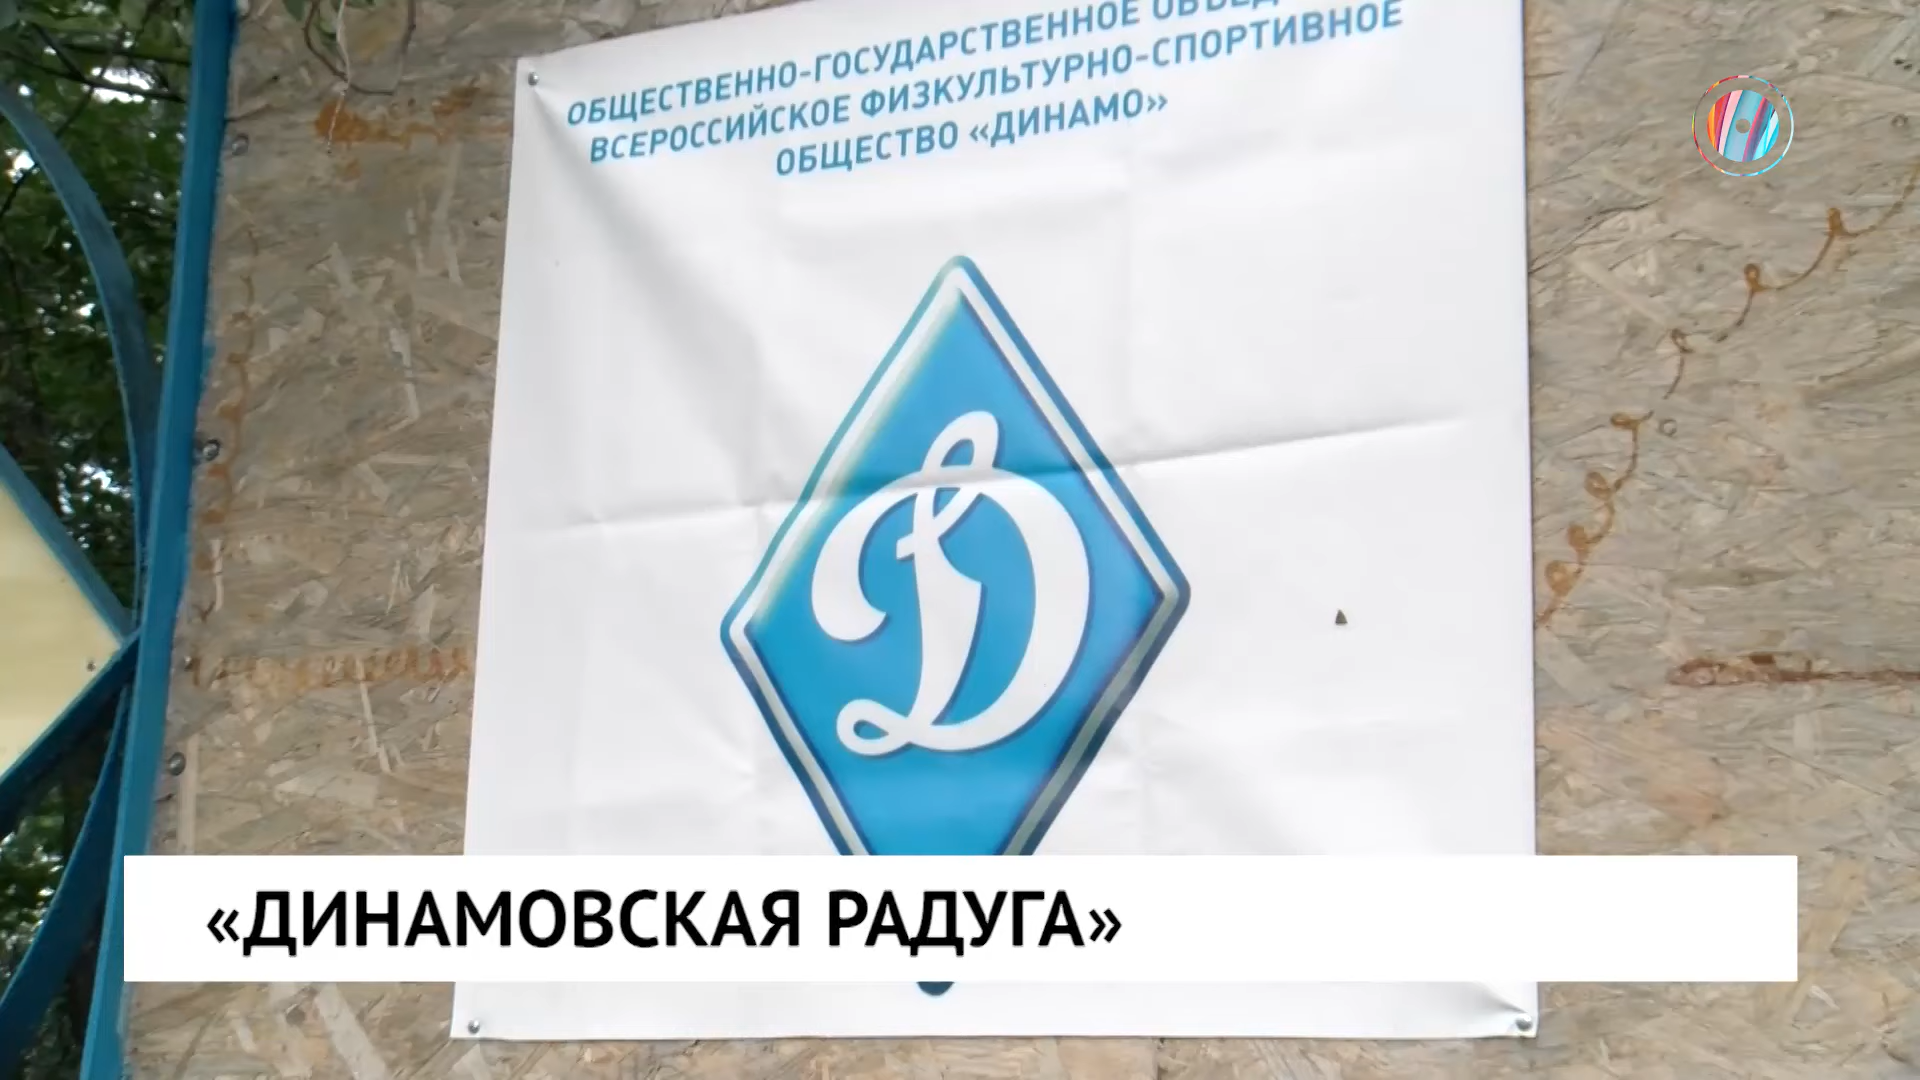 ОБЩЕСТВЕННО-ГОСУДАРСТВЕННОЕ
ВСЕРОССИЙСКОЕ ФИЗКУЛЬТУРНО-СПОРТИВНОЕ
ОБЩЕСТВО «ДИНАМО»
D
«ДИНАМОВСКАЯ РАДУГА»